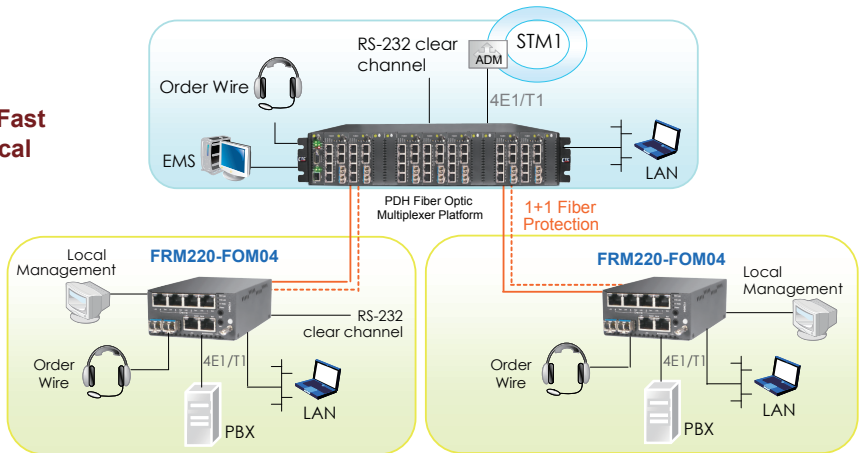 Fast
cal
Order Wire
RS-232 clear
channel
ADM
STM1
4E1/T1
EMS
LAN
PDH Fiber Optic
Multiplexer Platform
1+1 Fiber
Protection
Local
Management
FRM220-FOM04
RS-232
clear channel
Order
Wire
4E1/T1
PBX
LAN
FRM220-FOM04
Local
Management
Order
Wire
4E1/T1
PBX
LAN